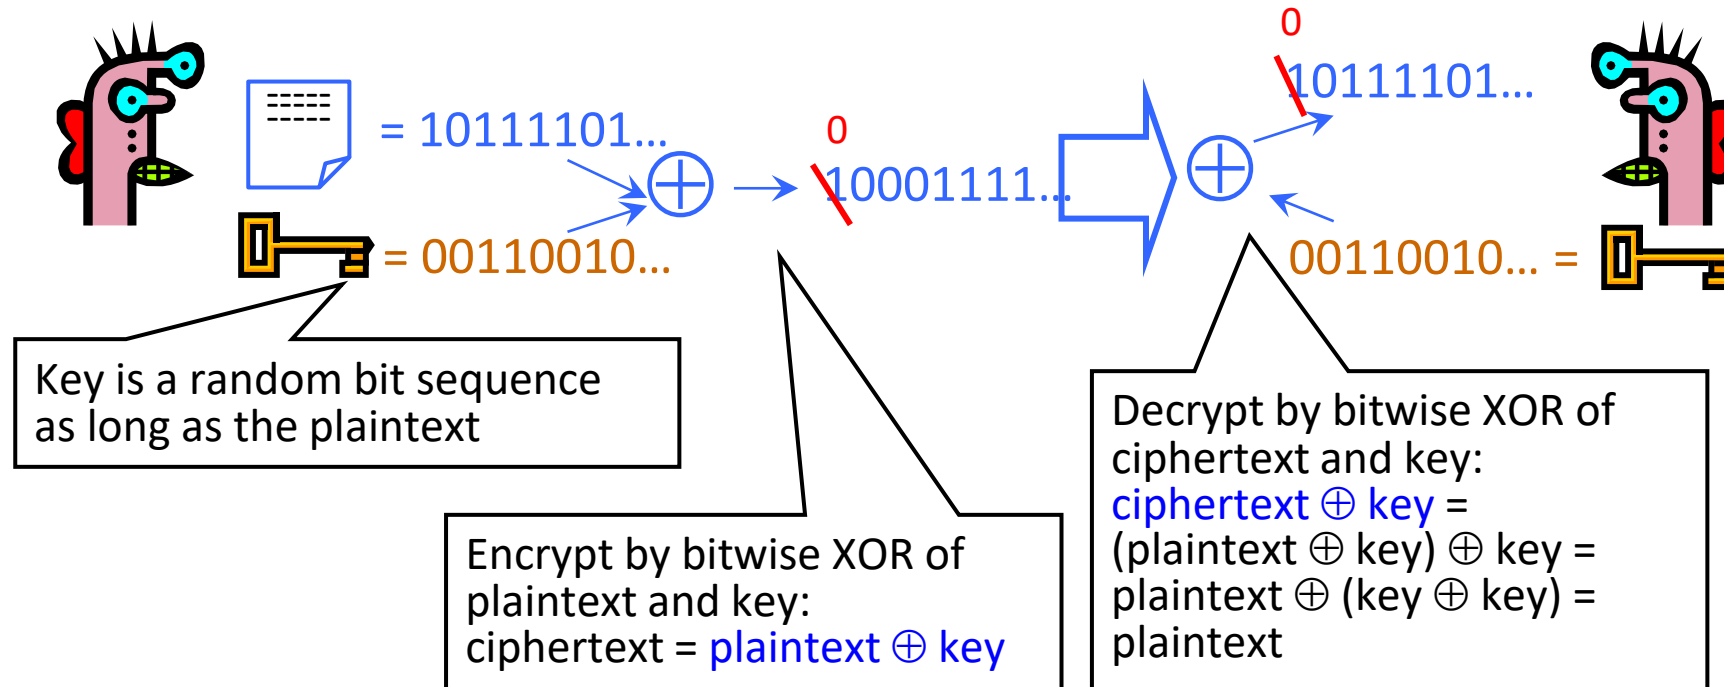 0
= 10111101...
0
10001111...
10111101...
= 00110010...
00110010... =
Key is a random bit sequence
as long as the plaintext
Encrypt by bitwise XOR of
plaintext and key:
ciphertext = plaintext ⊕ key
Decrypt by bitwise XOR of
ciphertext and key:
ciphertext ⊕ key =
(plaintext ⊕ key) ⊕ key =
plaintext ⊕ (key ⊕ key) =
plaintext